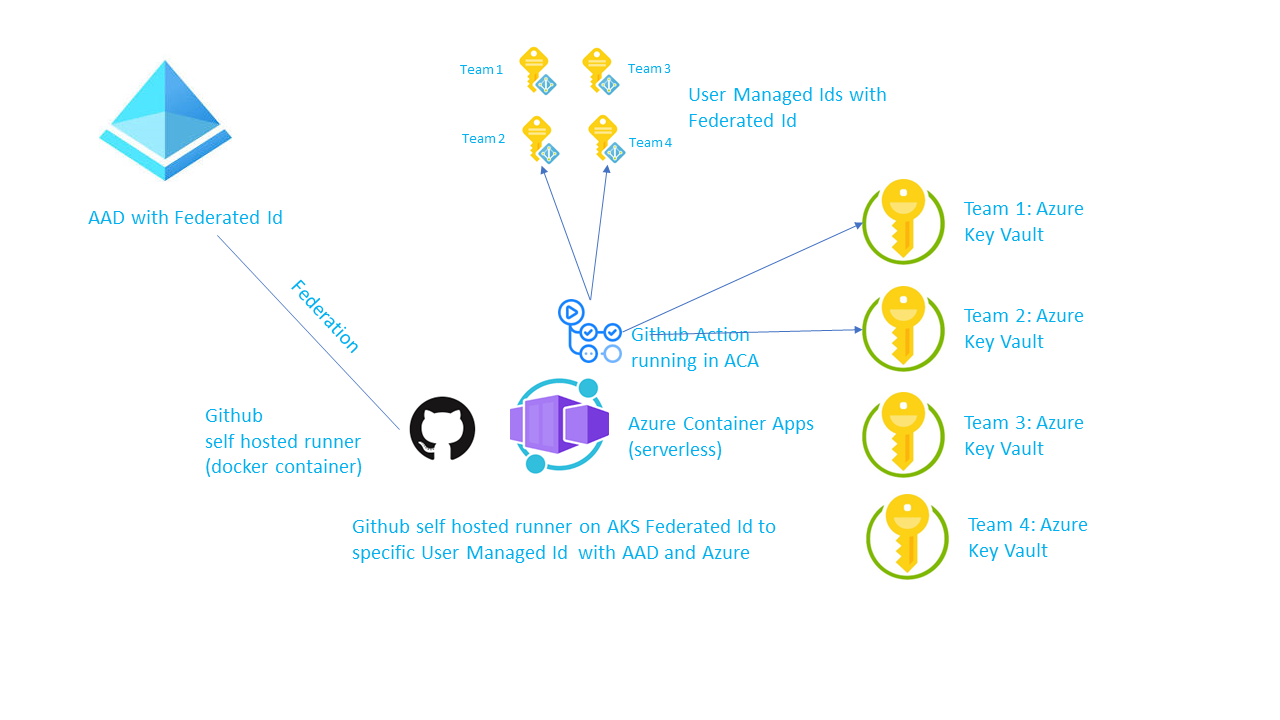 Team 1
Team 3
Team 2
Team 4
User Managed Ids with
Federated Id
AAD with Federated Id
Federation
Team 1: Azure
Key Vault
Team 2: Azure
Key Vault
Github Action
running in ACA
Github
self hosted runner
(docker container)
Azure Container Apps
(serverless)
Team 3: Azure
Key Vault
Github self hosted runner on AKS Federated Id to
specific User Managed Id with AAD and Azure
Team 4: Azure
Key Vault